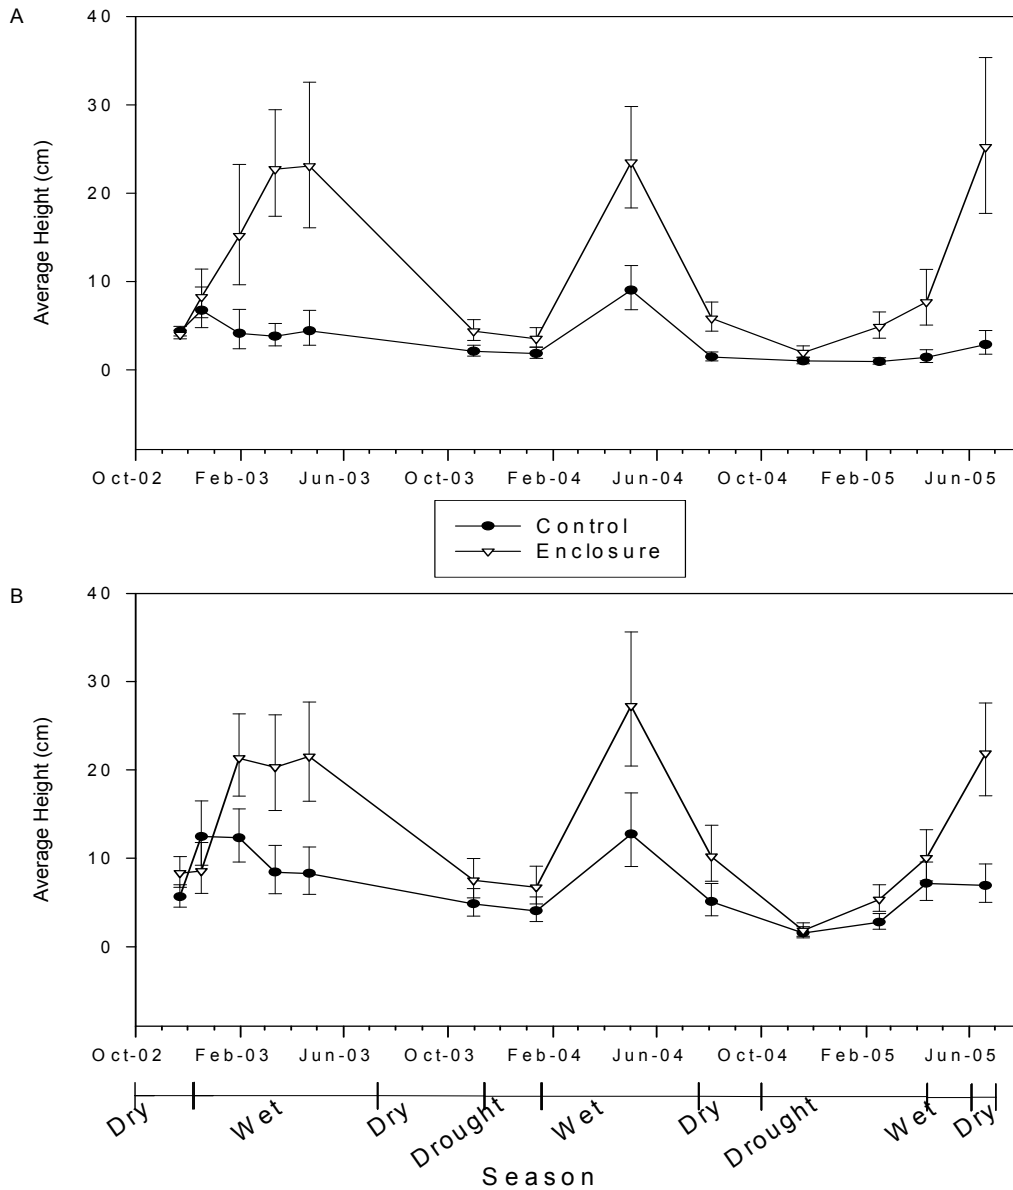 A
40
30
20
10
0
Average Height (cm)
Oct-02 Feb-03 Jun-03 Oct-03 Feb-04 Jun-04 Oct-04 Feb-05 Jun-05
Control
Enclosure
B
40
30
20
10
0
Average Height (cm)
Oct-02 Feb-03 Jun-03 Oct-03 Feb-04 Jun-04 Oct-04 Feb-05 Jun-05
Dry Wet Dry Drought Wet Dry Drought Wet Dry
Season